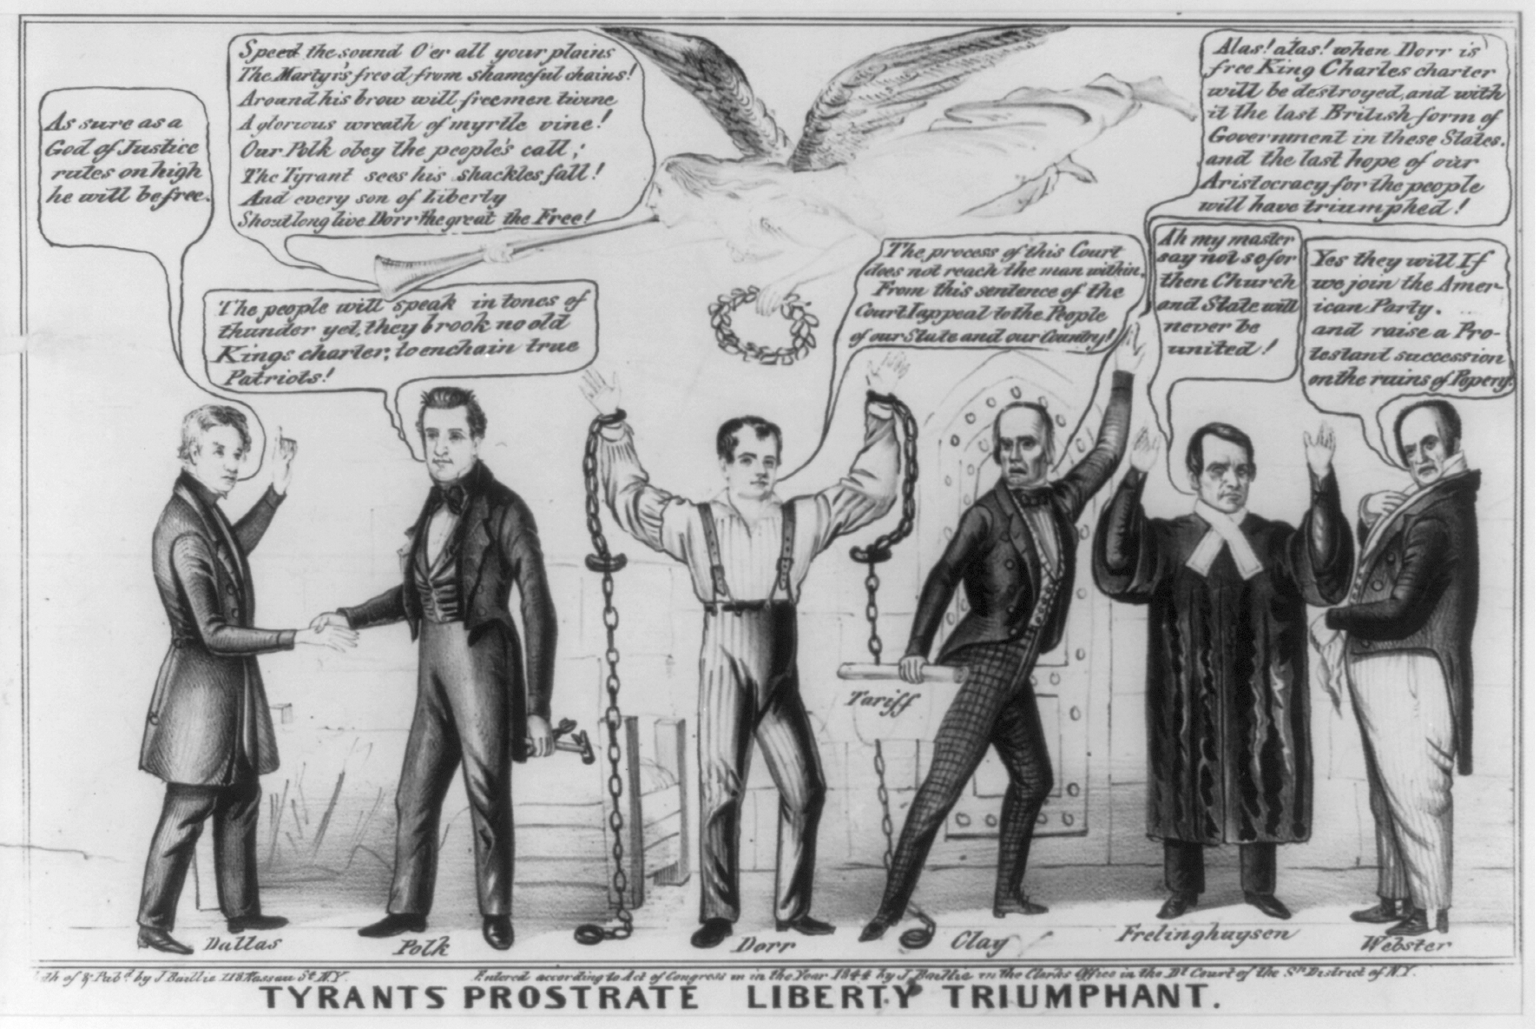 As sure as a
God of Justice
rules on high
he will be free.
Speed the sound O'er all your plains
The Martyr's free'd from shameful chains!
Around his brow will freemen twine
A glorious wreath of myrtle vine!
Our Polk obey the people's call;
The Tyrant sees his shackles fall!
And every son of Liberty
Shout long live Dorr the great the Free!
The people will speak in tones of
thunder yet, they brook no old
Kings charter; to enchain true
Patriots!
The process of this Court
does not reach the man within.
From this sentence of the
Court I appeal to the People
of our State and our Country!
Alas! alas! when Dorr is
free King Charles charter
will be destroyed, and with
it the last British form of
Government in these States.
and the last hope of our
Aristocracy for the people
will have triumphed!
Ah my master
say not so for
then Church
and State will
never be
united!
Yes they will If
we join the Amer-
ican Party.
and raise a Pro-
testant succession
on the ruins of Popery.
Tariff
Dallas
Polk
Dorr
Clay
Frelinghuysen
Webster
of & Pubd. by J Baillie 118 Nassau St. N.Y.
Entered according to Act of Congress in the Year 1844 by J. Baillie in the Clerks Office in the Dt Court of the Sn District of N.Y.
TYRANTS PROSTRATE LIBERTY TRIUMPHANT.